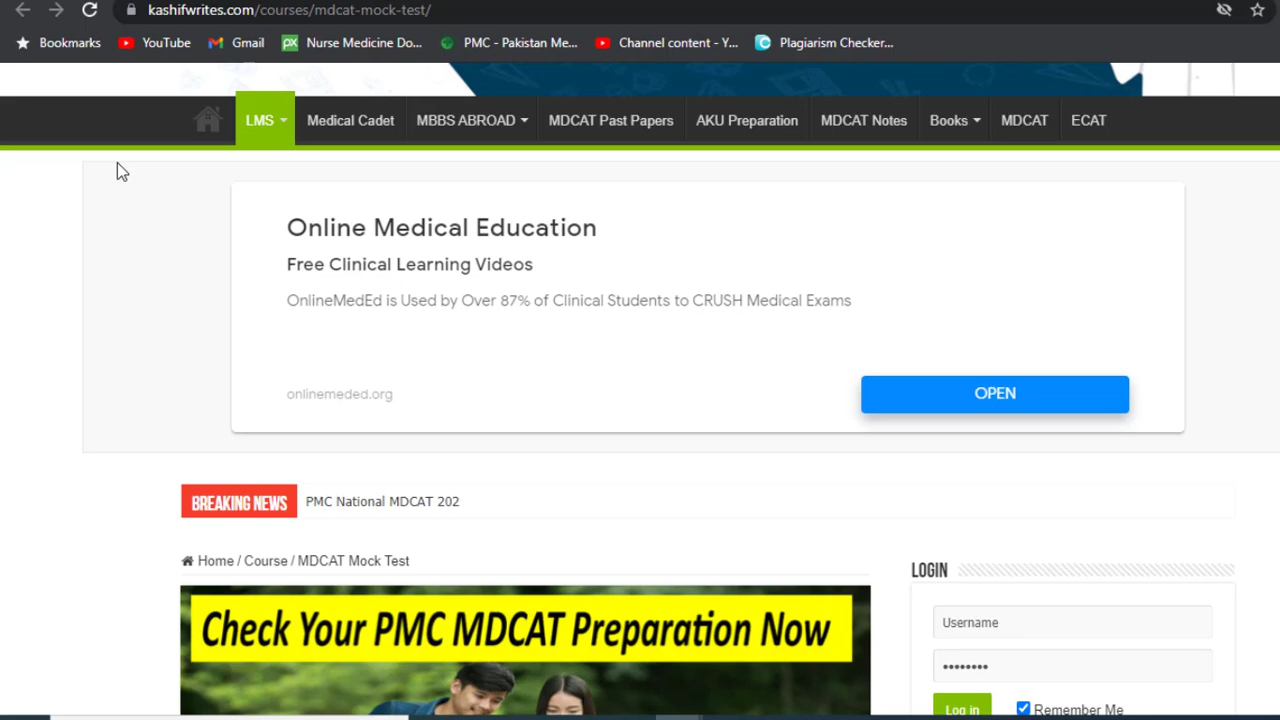 kashifwrites.com/courses/mdcat-mock-test/
Bookmarks YouTube Gmail Nurse Medicine Do... PMC - Pakistan Me... Channel content - Y... Plagiarism Checker...
LMS Medical Cadet MBBS ABROAD MDCAT Past Papers AKU Preparation MDCAT Notes Books MDCAT ECAT
Online Medical Education
Free Clinical Learning Videos
OnlineMedEd is Used by Over 87% of Clinical Students to CRUSH Medical Exams
onlinemeded.org
OPEN
BREAKING NEWS PMC National MDCAT 202
Home / Course / MDCAT Mock Test
LOGIN
Check Your PMC MDCAT Preparation Now
Username
••••••••
Log in Remember Me